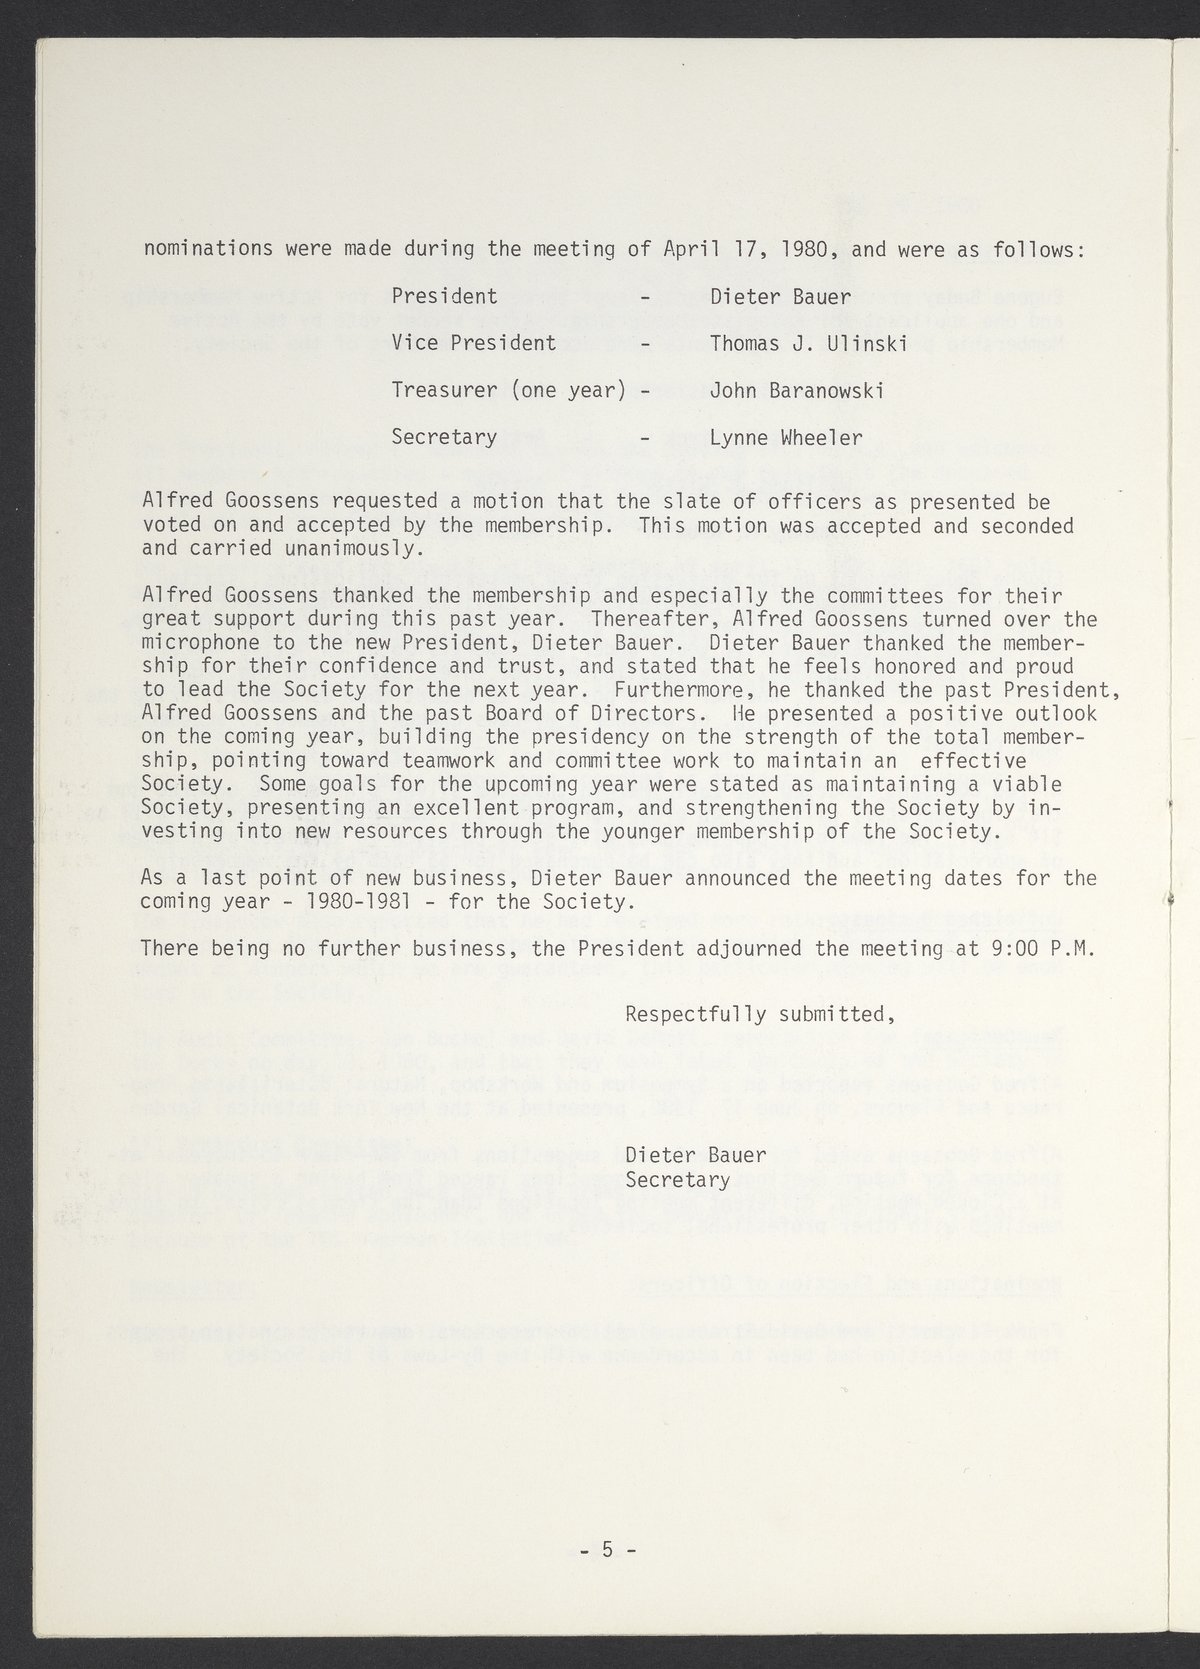 nominations were made during the meeting of April 17, 1980, and were as follows:
President - Dieter Bauer
Vice President - Thomas J. Ulinski
Treasurer (one year) - John Baranowski
Secretary - Lynne Wheeler
Alfred Goossens requested a motion that the slate of officers as presented be
voted on and accepted by the membership. This motion was accepted and seconded
and carried unanimously.
Alfred Goossens thanked the membership and especially the committees for their
great support during this past year. Thereafter, Alfred Goossens turned over the
microphone to the new President, Dieter Bauer. Dieter Bauer thanked the member-
ship for their confidence and trust, and stated that he feels honored and proud
to lead the Society for the next year. Furthermore, he thanked the past President,
Alfred Goossens and the past Board of Directors. He presented a positive outlook
on the coming year, building the presidency on the strength of the total member-
ship, pointing toward teamwork and committee work to maintain an effective
Society. Some goals for the upcoming year were stated as maintaining a viable
Society, presenting an excellent program, and strengthening the Society by in-
vesting into new resources through the younger membership of the Society.
As a last point of new business, Dieter Bauer announced the meeting dates for the
coming year - 1980-1981 - for the Society.
There being no further business, the President adjourned the meeting at 9:00 P.M.
Respectfully submitted,
Dieter Bauer
Secretary
- 5 -